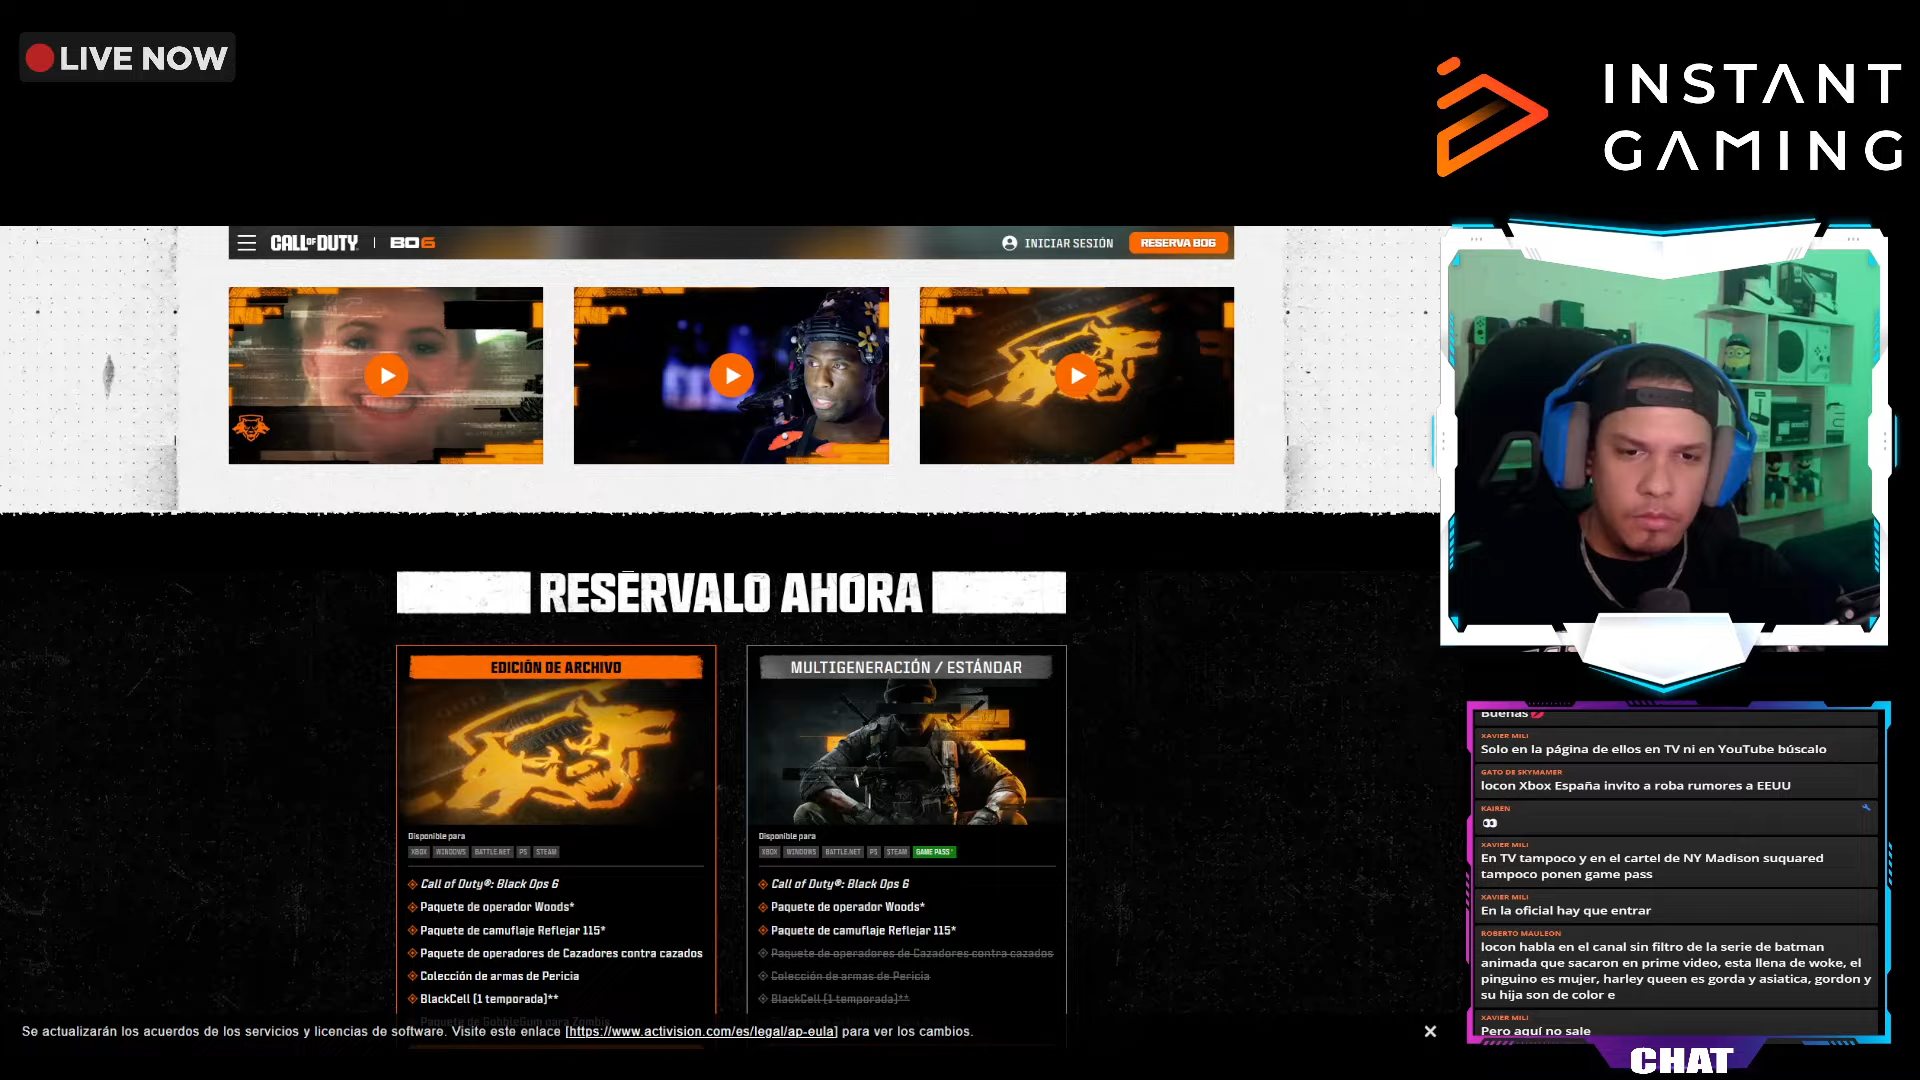 LIVE NOW
INSTANT
GAMING
CALL OF DUTY
BO6
INICIAR SESIÓN
RESERVA BO6
RESÉRVALO AHORA
EDICIÓN DE ARCHIVO
Disponible para
XBOX WINDOWS BATTLE.NET PS STEAM
Call of Duty®: Black Ops 6
Paquete de operador Woods*
Paquete de camuflaje Reflejar 115*
Paquete de operadores de Cazadores contra cazados
Colección de armas de Pericia
BlackCell (1 temporada)**
Paquete de GobbleGum para Zombis
MULTIGENERACIÓN / ESTÁNDAR
Disponible para
XBOX WINDOWS BATTLE.NET PS STEAM GAME PASS*
Call of Duty®: Black Ops 6
Paquete de operador Woods*
Paquete de camuflaje Reflejar 115*
Paquete de operadores de Cazadores contra cazados
Colección de armas de Pericia
BlackCell (1 temporada)**
Se actualizarán los acuerdos de los servicios y licencias de software. Visite este enlace [https://www.activision.com/es/legal/ap-eula] para ver los cambios.
Buenas
XAVIER MILI
Solo en la página de ellos en TV ni en YouTube búscalo
GATO DE SKYMAMER
locon Xbox España invito a roba rumores a EEUU
KAIREN
XAVIER MILI
En TV tampoco y en el cartel de NY Madison suquared
tampoco ponen game pass
XAVIER MILI
En la oficial hay que entrar
ROBERTO MAULEON
locon habla en el canal sin filtro de la serie de batman
animada que sacaron en prime video, esta llena de woke, el
pinguino es mujer, harley queen es gorda y asiatica, gordon y
su hija son de color e
XAVIER MILI
Pero aquí no sale
CHAT